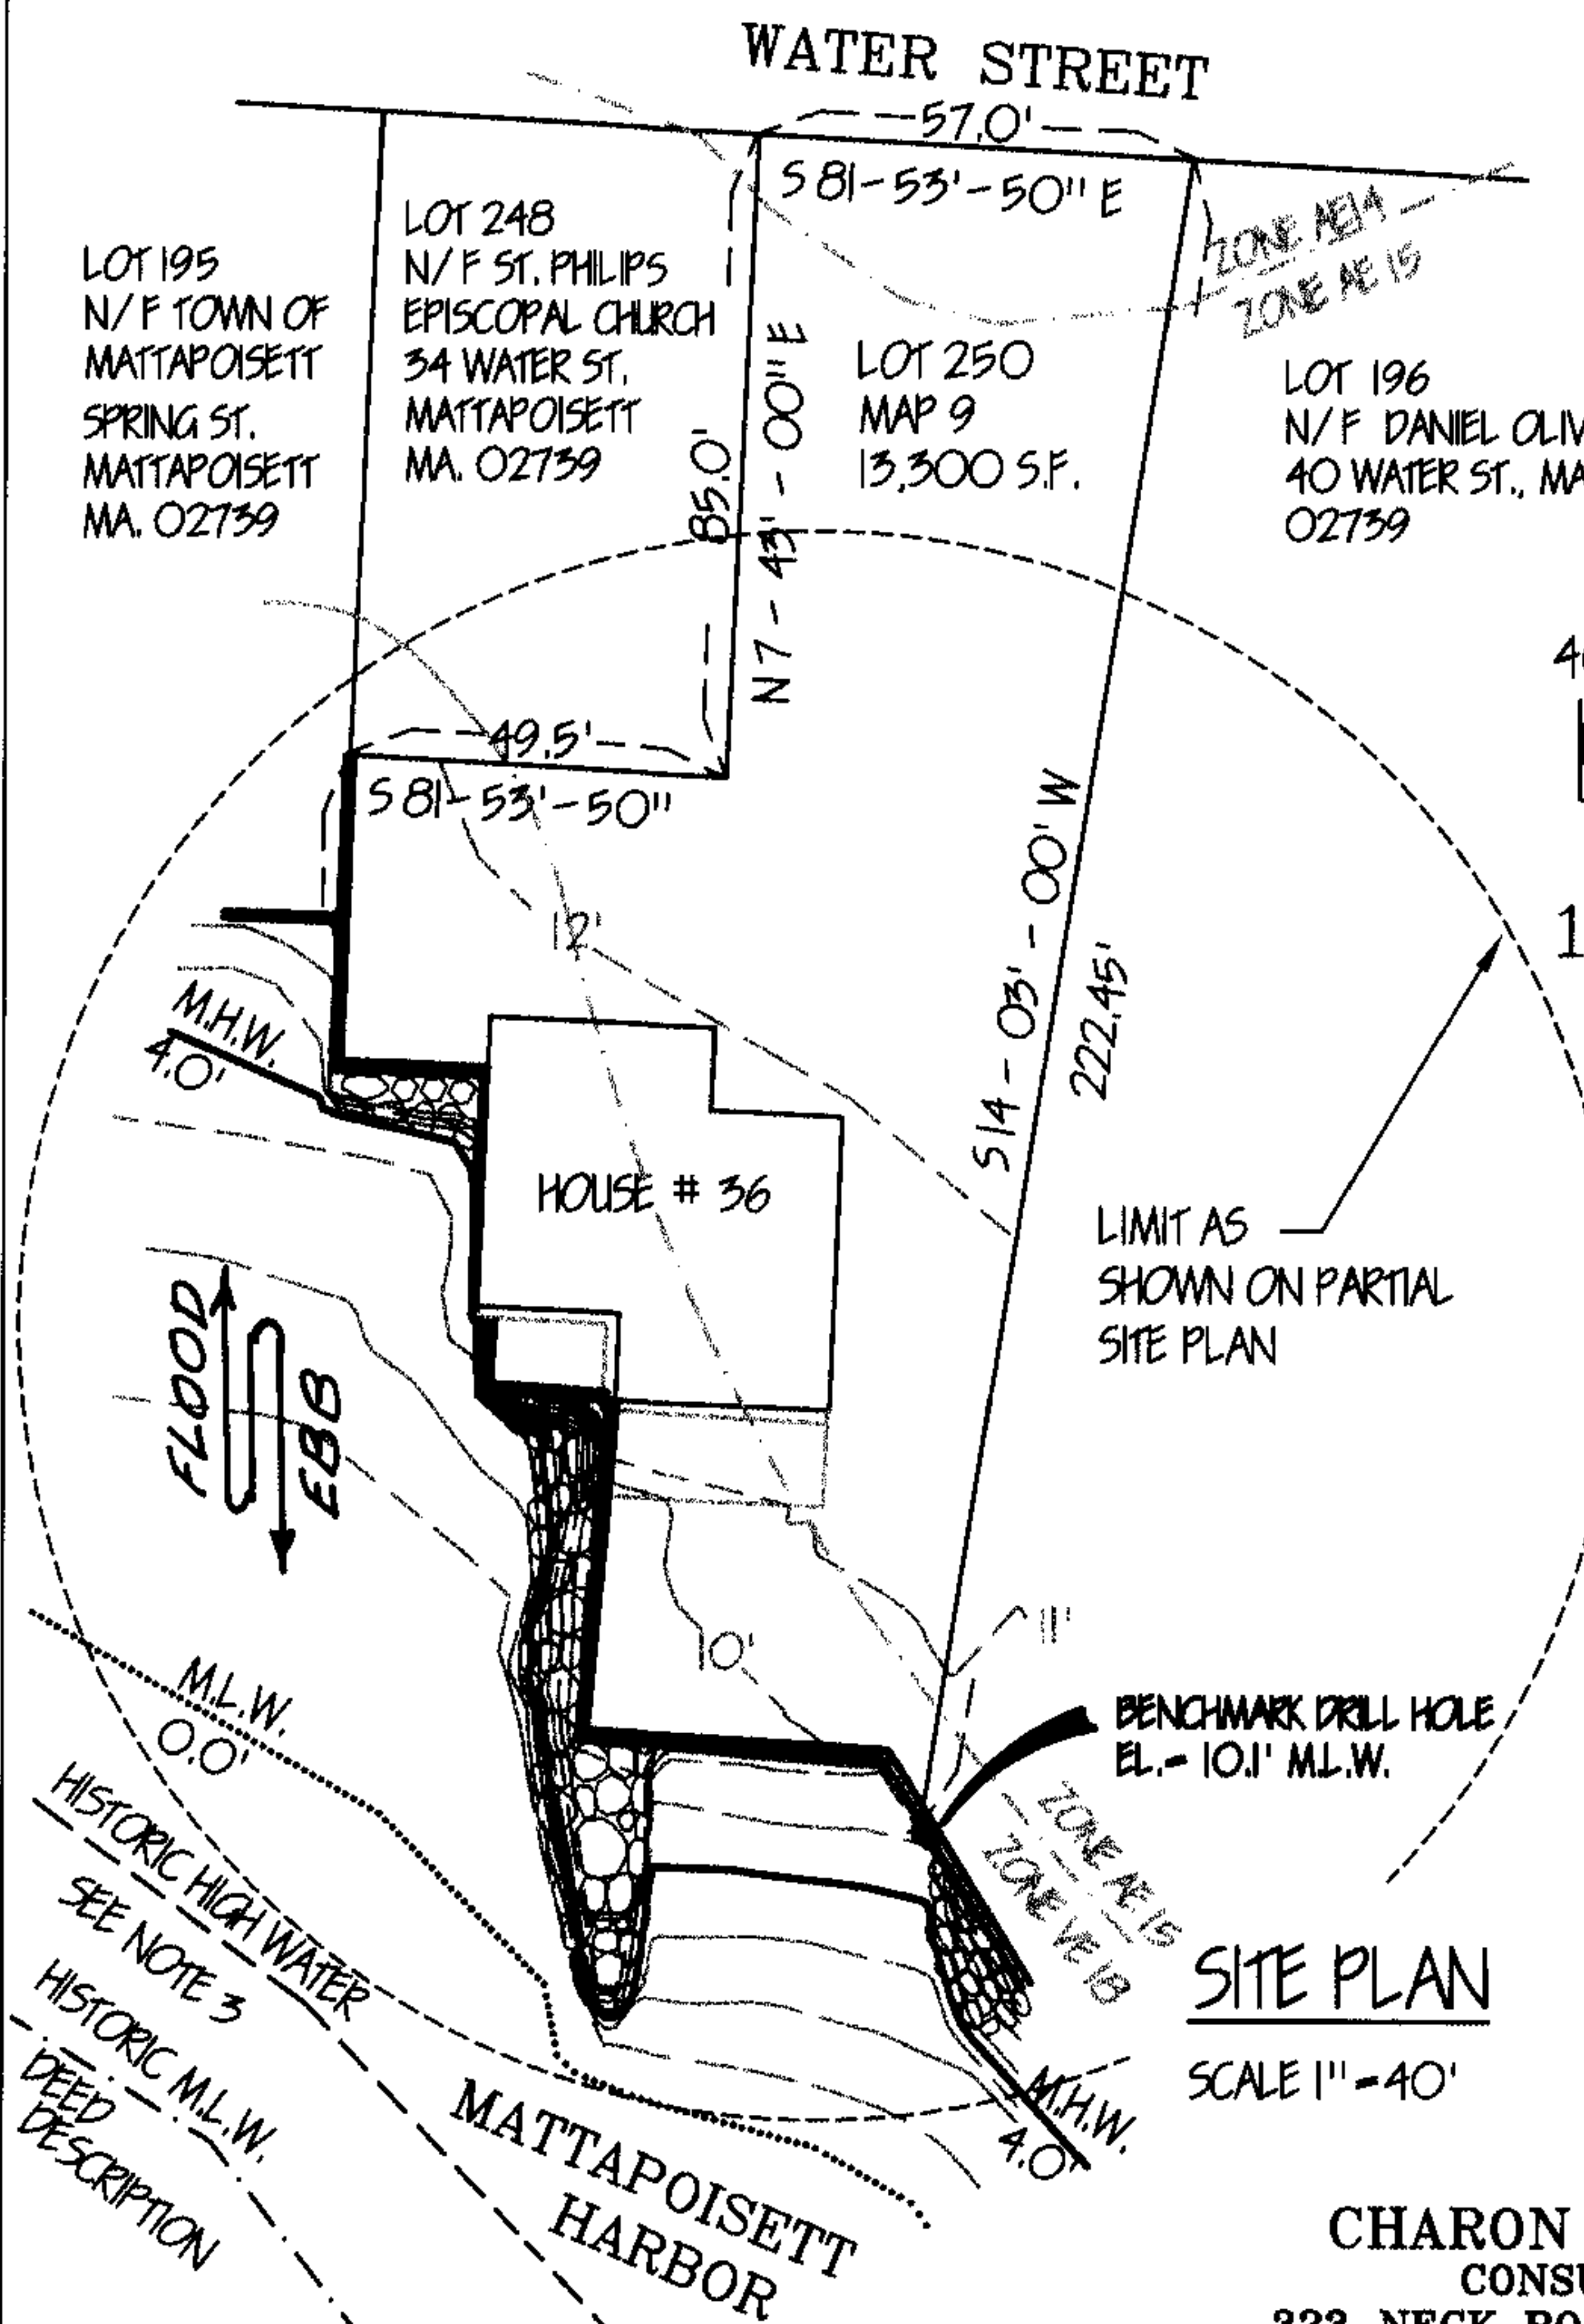 WATER STREET
57.0'
S 81-53'-50" E
ZONE AE14
ZONE AE 15
LOT 195
N/F TOWN OF
MATTAPOISETT
SPRING ST.
MATTAPOISETT
MA. 02739
LOT 248
N/F ST. PHILIPS
EPISCOPAL CHURCH
34 WATER ST.
MATTAPOISETT
MA. 02739
85.0'
N 7 - 43' - 00" E
LOT 250
MAP 9
13,300 S.F.
LOT 196
N/F DANIEL OLIV
40 WATER ST., MA
02739
49.5'
S 81-53'-50"
12'
S 14 - 03' - 00' W
222.45'
M.H.W.
4.0'
HOUSE # 36
LIMIT AS
SHOWN ON PARTIAL
SITE PLAN
FLOOD
EBB
10'
11'
BENCHMARK DRILL HOLE
EL.= 10.1' M.L.W.
M.L.W.
0.0'
ZONE AE 15
ZONE VE 18
HISTORIC HIGH WATER
SEE NOTE 3
HISTORIC M.L.W.
DEED
DESCRIPTION
SITE PLAN
SCALE 1"=40'
M.H.W.
4.0'
MATTAPOISETT
HARBOR
CHARON
CONSU